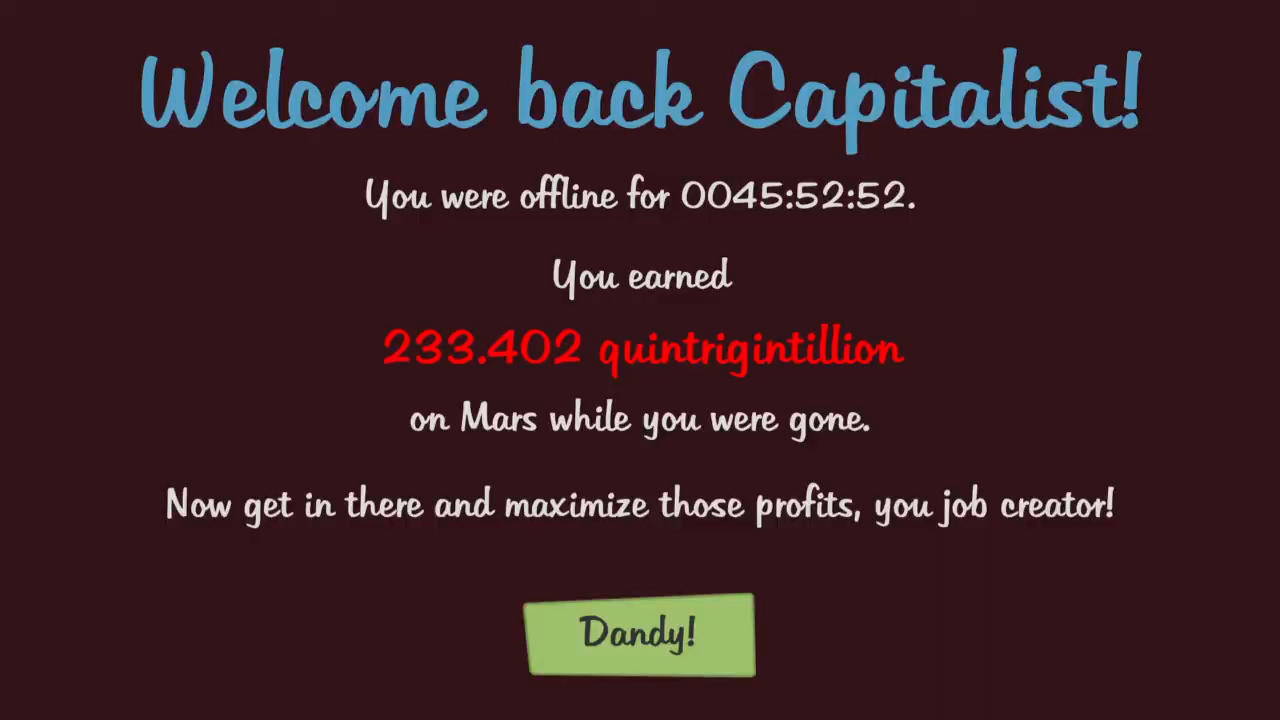 Welcome back Capitalist!
You were offline for 0045:52:52.
You earned
233.402 quintrigintillion
on Mars while you were gone.
Now get in there and maximize those profits, you job creator!
Dandy!